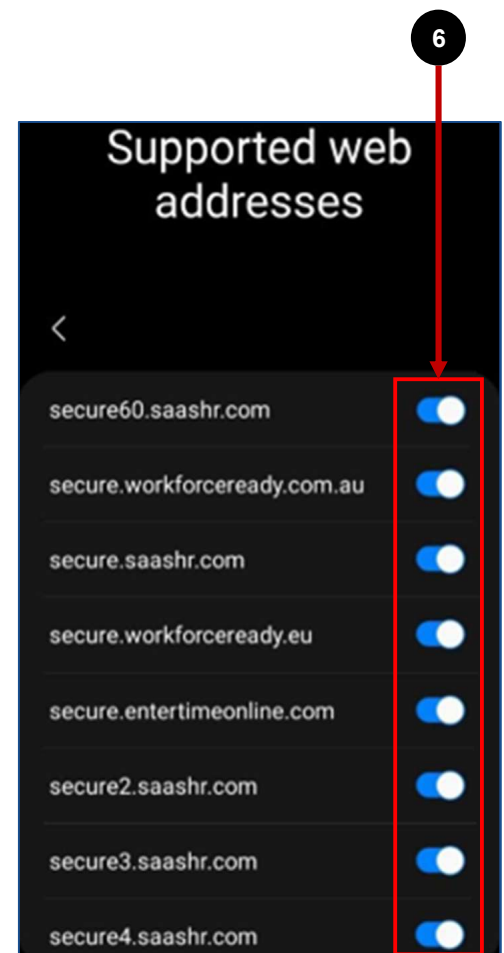 6
Supported web
addresses
secure60.saashr.com
secure.workforceready.com.au
secure.saashr.com
secure.workforceready.eu
secure.entertimeonline.com
secure2.saashr.com
secure3.saashr.com
secure4.saashr.com